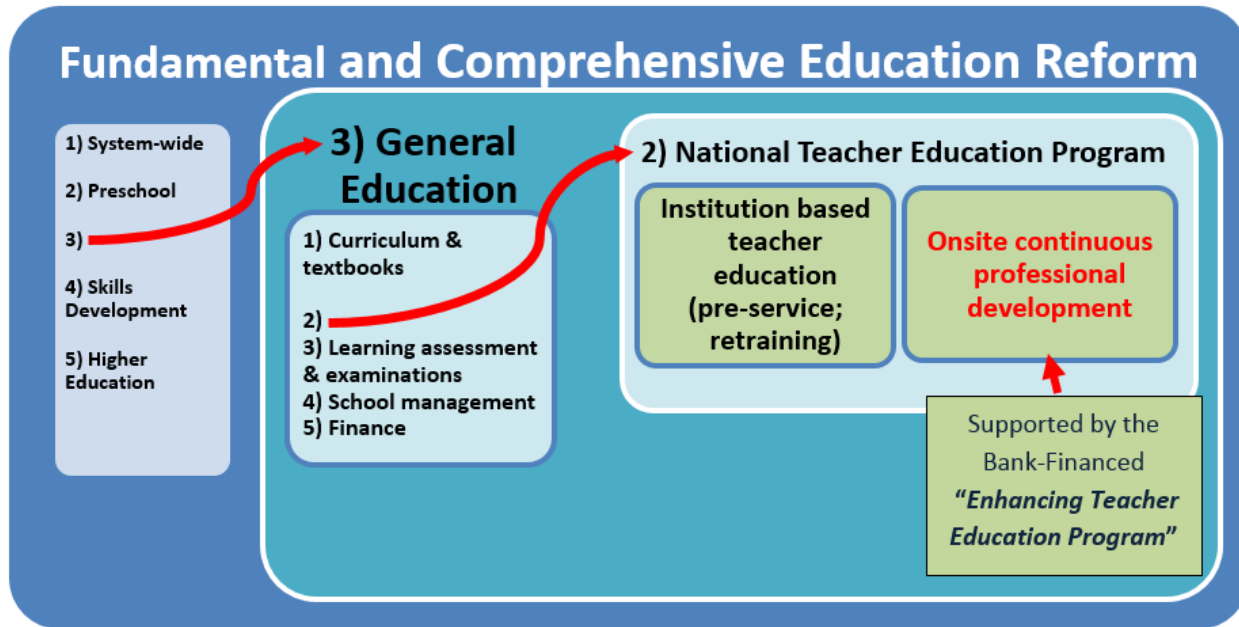 Fundamental and Comprehensive Education Reform
1) System-wide
2) Preschool
3)
4) Skills
Development
5) Higher
Education
3) General
Education
1) Curriculum &
textbooks
2)
3) Learning assessment
& examinations
4) School management
5) Finance
2) National Teacher Education Program
Institution based
teacher
education
(pre-service;
retraining)
Onsite continuous
professional
development
Supported by the
Bank-Financed
“Enhancing Teacher
Education Program”